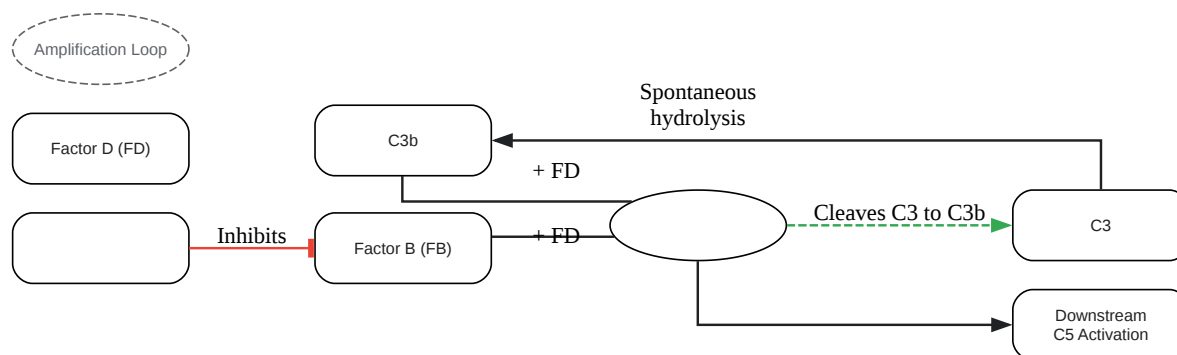 Amplification Loop
Spontaneous
hydrolysis
Factor D (FD)
C3b
+ FD
Cleaves C3 to C3b
C3
Inhibits
Factor B (FB)
+ FD
Downstream
C5 Activation